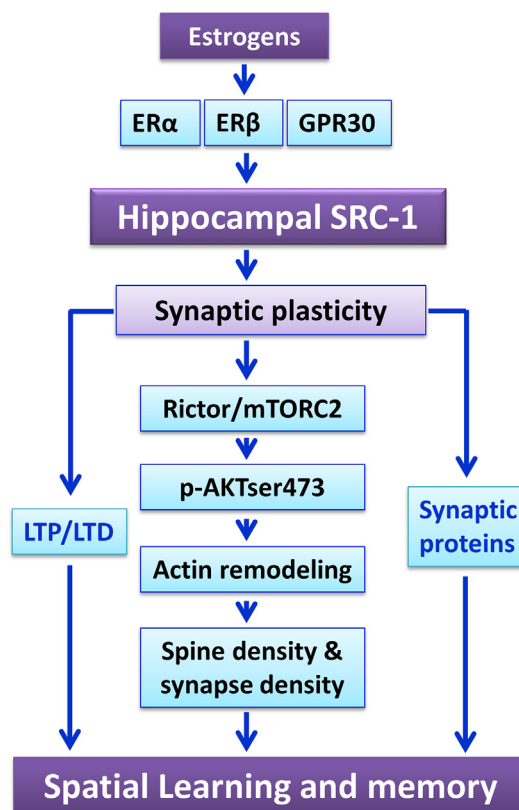 Estrogens
ERα
ERβ
GPR30
Hippocampal SRC-1
Synaptic plasticity
Rictor/mTORC2
p-AKTser473
LTP/LTD
Synaptic
proteins
Actin remodeling
Spine density &
synapse density
Spatial Learning and memory